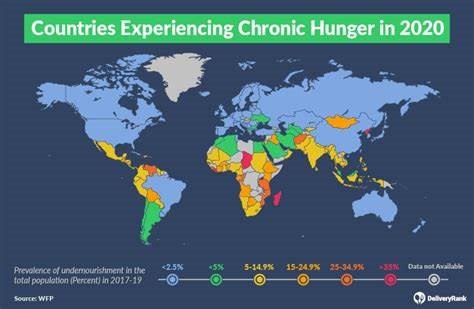 Countries Experiencing Chronic Hunger in 2020
Prevalence of undernourishment in the
total population (Percent) in 2017-19
<2.5%
<5%
5-14.9%
15-24.9%
25-34.9%
>35%
Data not Available
Source: WFP
DeliveryRank